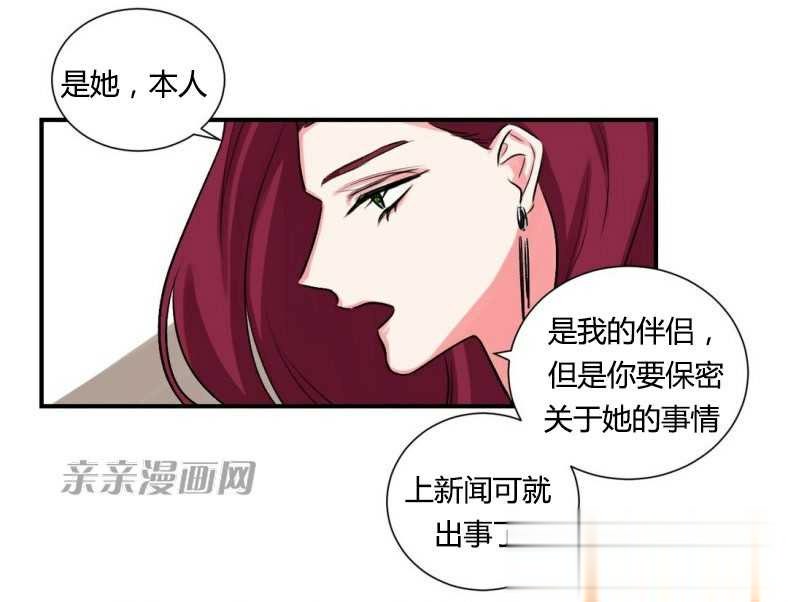 是她，本人
是我的伴侣，
但是你要保密
关于她的事情
上新闻可就
出事了
亲亲漫画网